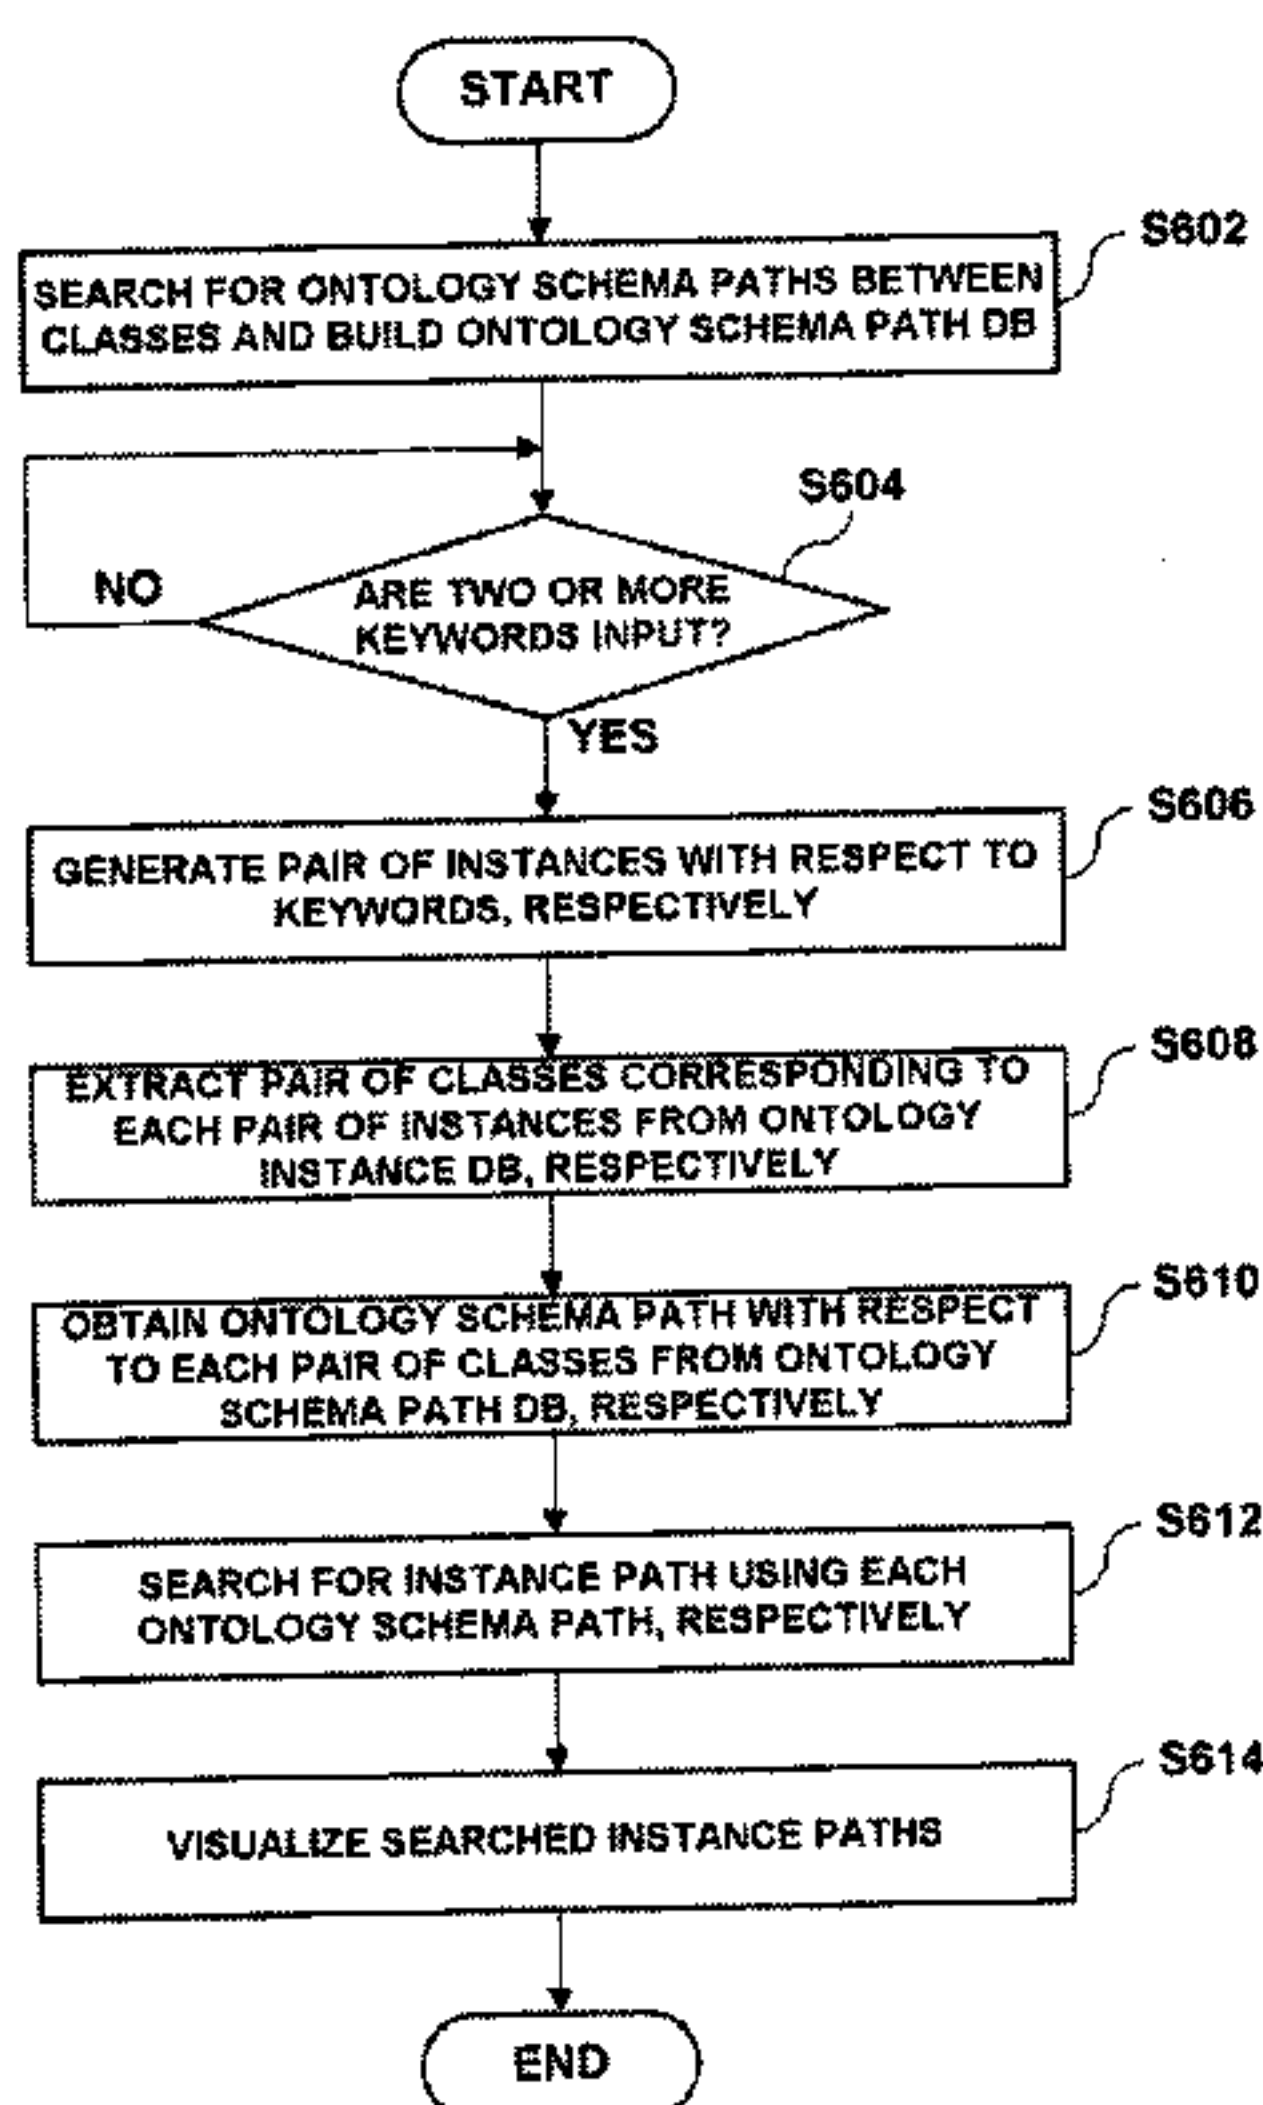 START
S602
SEARCH FOR ONTOLOGY SCHEMA PATHS BETWEEN
CLASSES AND BUILD ONTOLOGY SCHEMA PATH DB
S604
NO
ARE TWO OR MORE
KEYWORDS INPUT?
YES
S606
GENERATE PAIR OF INSTANCES WITH RESPECT TO
KEYWORDS, RESPECTIVELY
S608
EXTRACT PAIR OF CLASSES CORRESPONDING TO
EACH PAIR OF INSTANCES FROM ONTOLOGY
INSTANCE DB, RESPECTIVELY
S610
OBTAIN ONTOLOGY SCHEMA PATH WITH RESPECT
TO EACH PAIR OF CLASSES FROM ONTOLOGY
SCHEMA PATH DB, RESPECTIVELY
S612
SEARCH FOR INSTANCE PATH USING EACH
ONTOLOGY SCHEMA PATH, RESPECTIVELY
S614
VISUALIZE SEARCHED INSTANCE PATHS
END